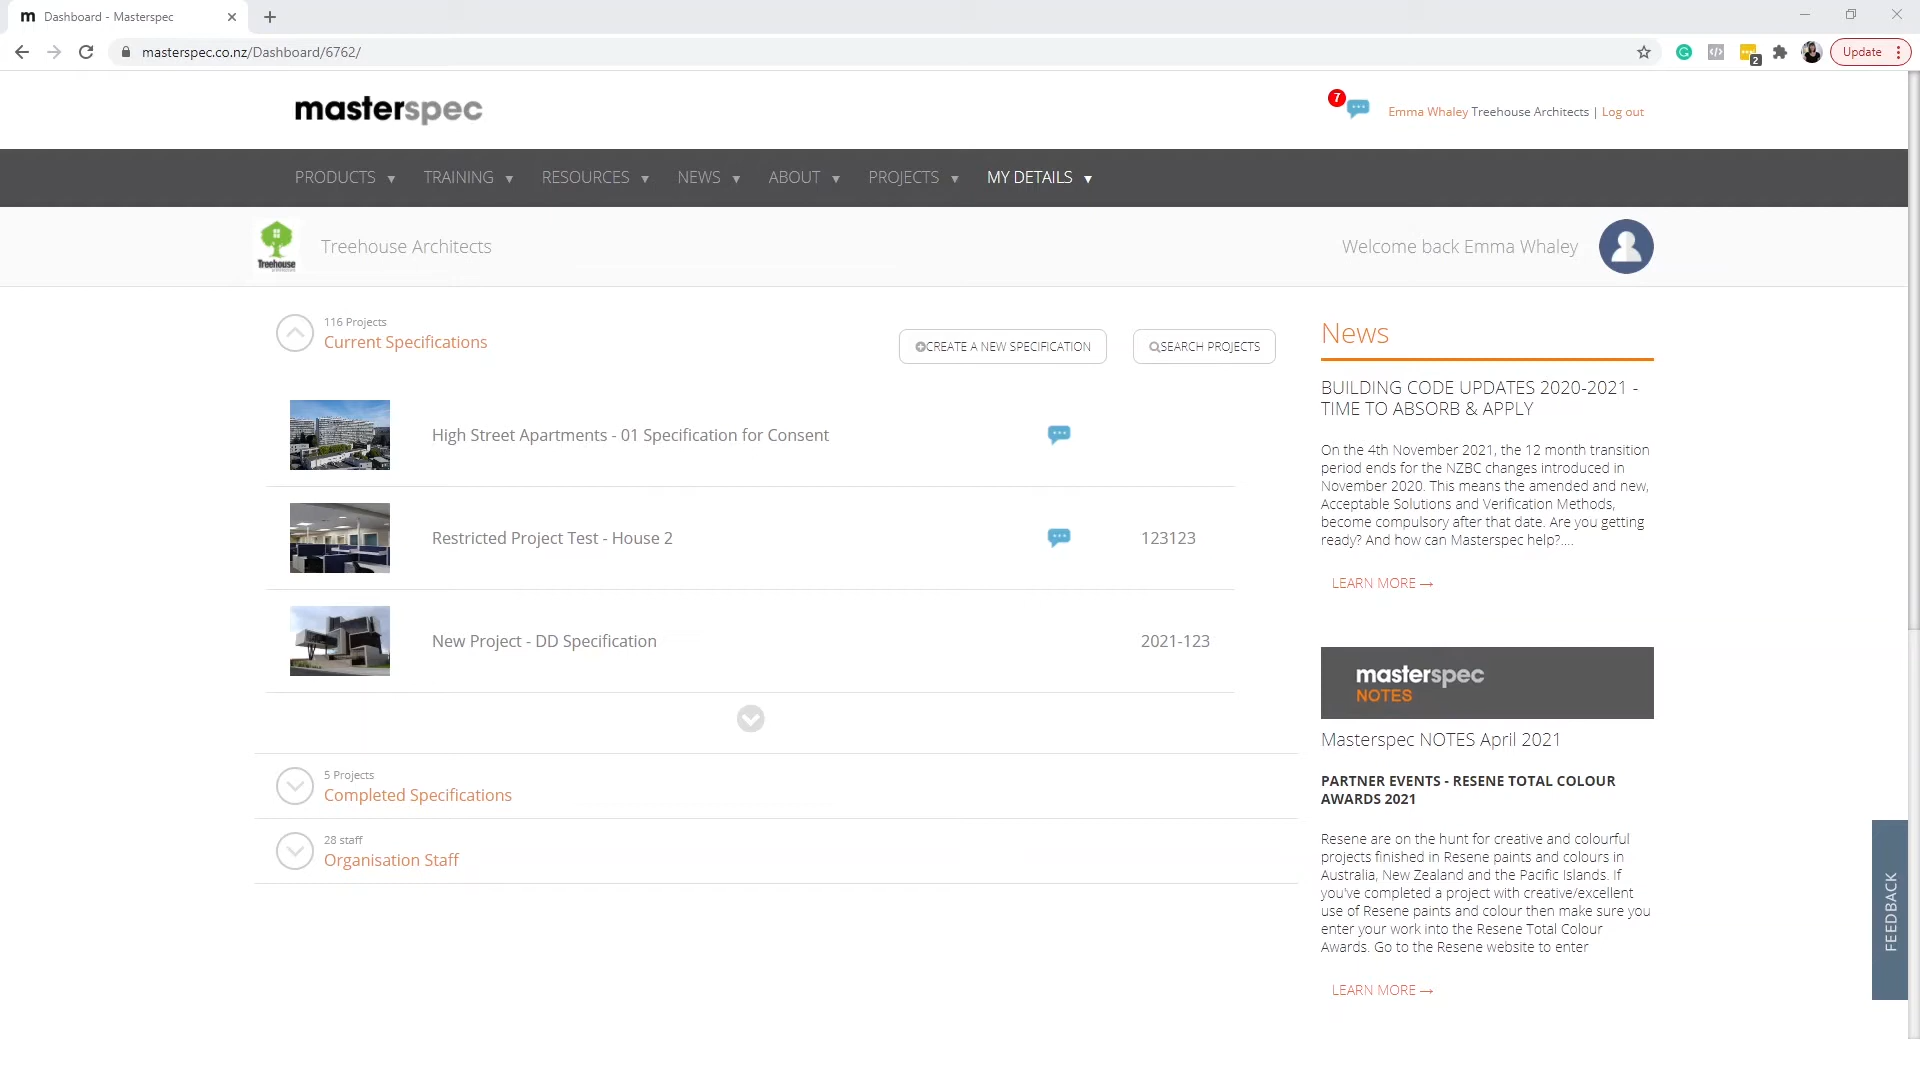 m Dashboard - Masterspec
masterspec.co.nz/Dashboard/6762/
2
Update
masterspec
7
Emma Whaley Treehouse Architects | Log out
PRODUCTS TRAINING RESOURCES NEWS ABOUT PROJECTS MY DETAILS
Treehouse
Treehouse Architects
Welcome back Emma Whaley
116 Projects
Current Specifications
CREATE A NEW SPECIFICATION
SEARCH PROJECTS
High Street Apartments - 01 Specification for Consent
Restricted Project Test - House 2
123123
New Project - DD Specification
2021-123
5 Projects
Completed Specifications
28 staff
Organisation Staff
News
BUILDING CODE UPDATES 2020-2021 -
TIME TO ABSORB & APPLY
On the 4th November 2021, the 12 month transition
period ends for the NZBC changes introduced in
November 2020. This means the amended and new,
Acceptable Solutions and Verification Methods,
become compulsory after that date. Are you getting
ready? And how can Masterspec help?....
LEARN MORE →
masterspec
NOTES
Masterspec NOTES April 2021
PARTNER EVENTS - RESENE TOTAL COLOUR
AWARDS 2021
Resene are on the hunt for creative and colourful
projects finished in Resene paints and colours in
Australia, New Zealand and the Pacific Islands. If
you've completed a project with creative/excellent
use of Resene paints and colour then make sure you
enter your work into the Resene Total Colour
Awards. Go to the Resene website to enter
LEARN MORE →
FEEDBACK